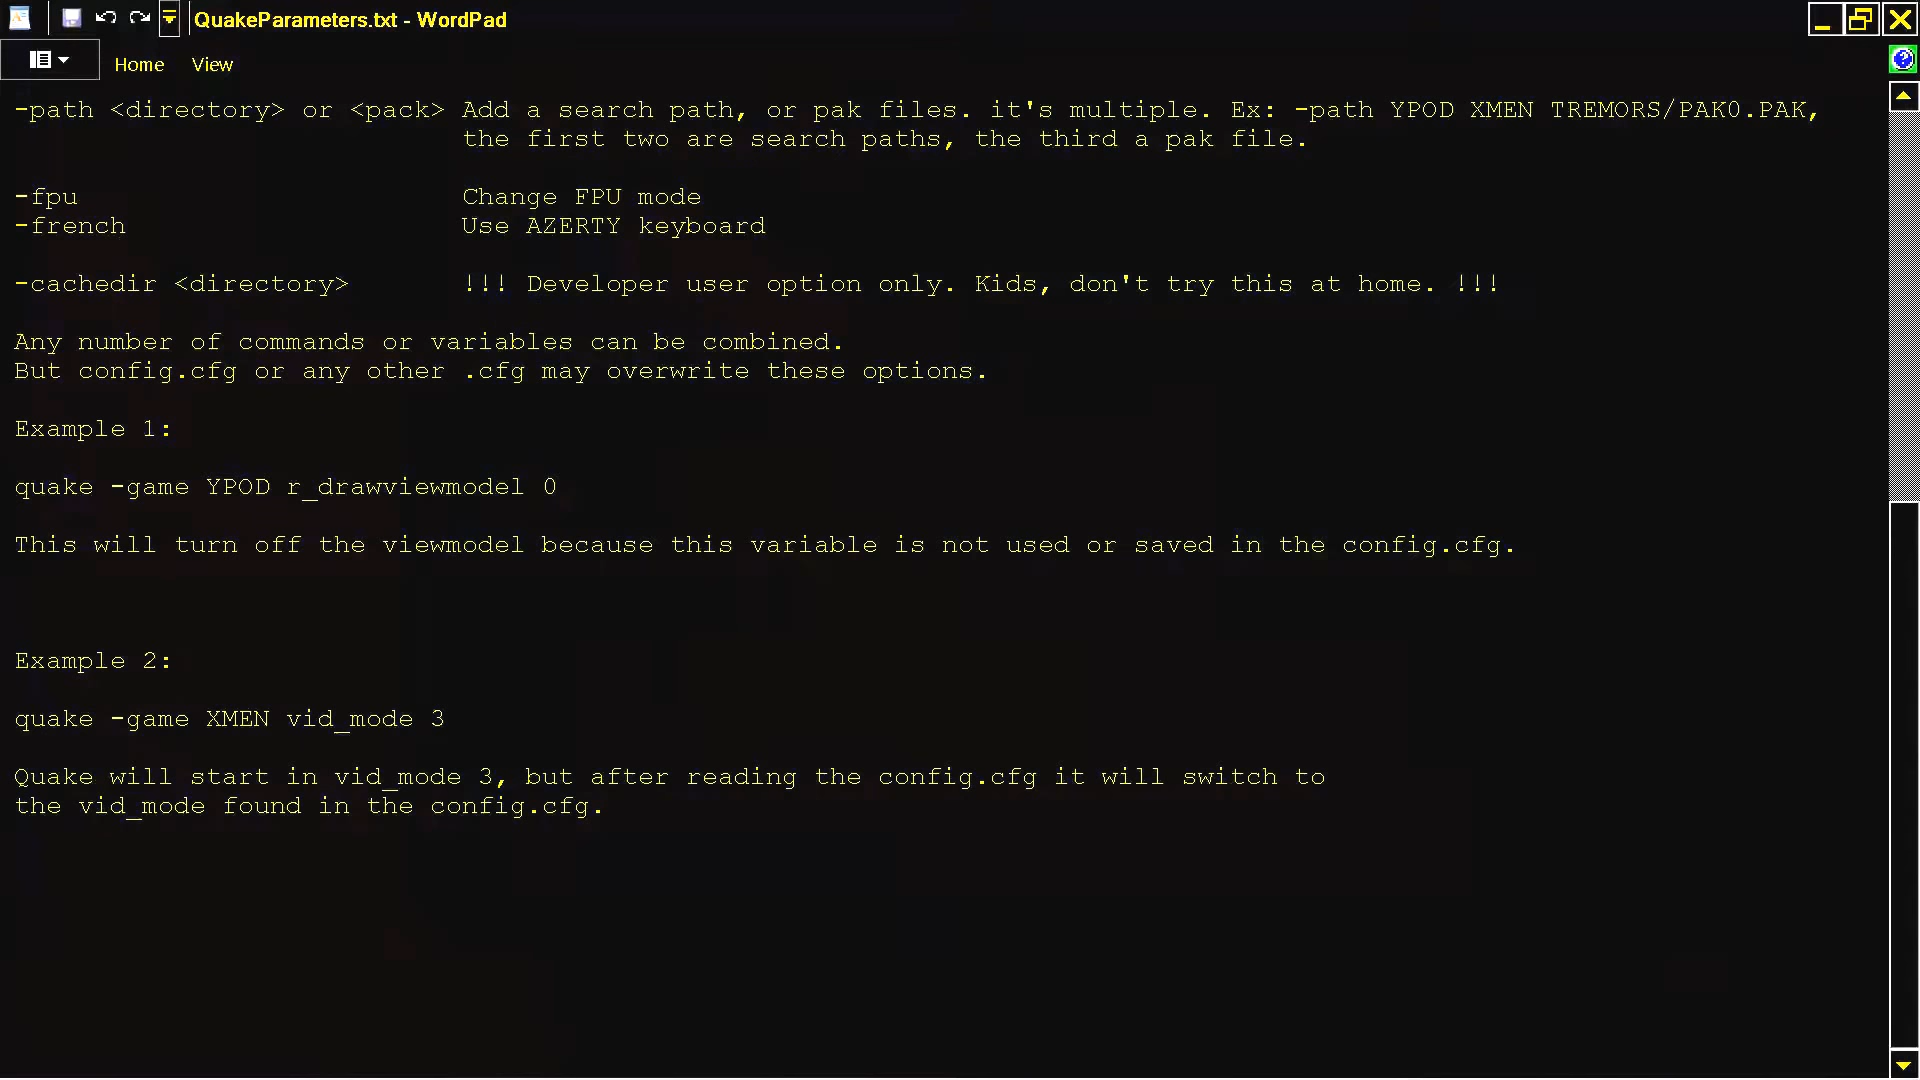 QuakeParameters.txt - WordPad
Home View
-path <directory> or <pack> Add a search path, or pak files. it's multiple. Ex: -path YPOD XMEN TREMORS/PAK0.PAK,
the first two are search paths, the third a pak file.
-fpu Change FPU mode
-french Use AZERTY keyboard
-cachedir <directory> !!! Developer user option only. Kids, don't try this at home. !!!
Any number of commands or variables can be combined.
But config.cfg or any other .cfg may overwrite these options.
Example 1:
quake -game YPOD r_drawviewmodel 0
This will turn off the viewmodel because this variable is not used or saved in the config.cfg.
Example 2:
quake -game XMEN vid_mode 3
Quake will start in vid_mode 3, but after reading the config.cfg it will switch to
the vid_mode found in the config.cfg.